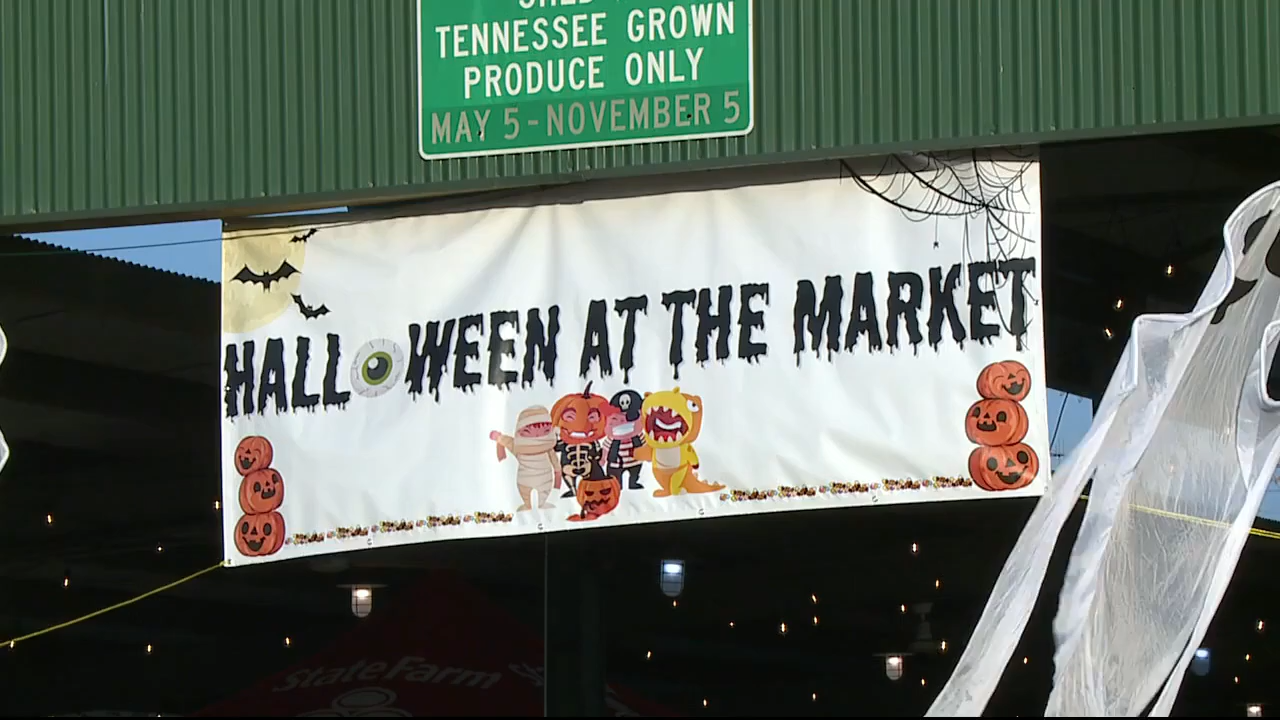 TENNESSEE GROWN
PRODUCE ONLY
MAY 5 - NOVEMBER 5
HALLOWEEN AT THE MARKET
StateFarm